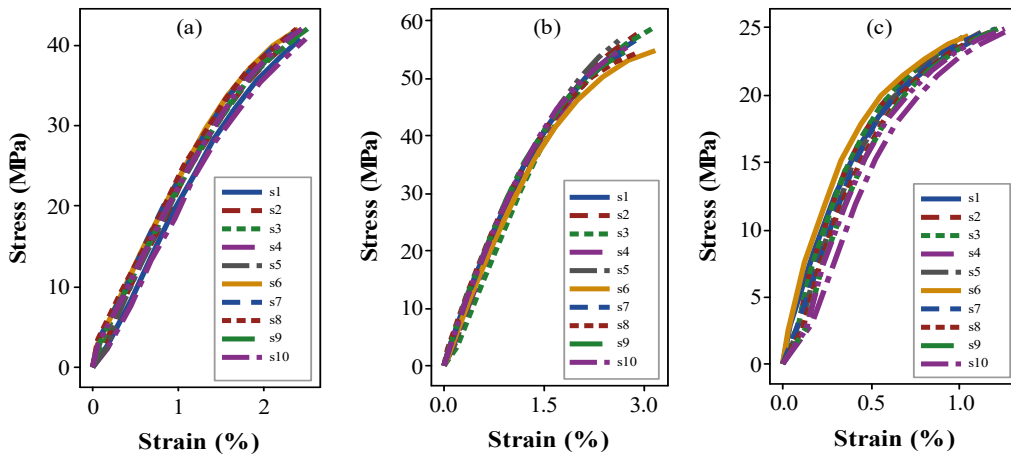 (a)
Stress (MPa)
40
30
20
10
0
s1
s2
s3
s4
s5
s6
s7
s8
s9
s10
0
1
2
Strain (%)
(b)
Stress (MPa)
60
50
40
30
20
10
0
s1
s2
s3
s4
s5
s6
s7
s8
s9
s10
0.0
1.5
3.0
Strain (%)
(c)
Stress (MPa)
25
20
15
10
5
0
s1
s2
s3
s4
s5
s6
s7
s8
s9
s10
0.0
0.5
1.0
Strain (%)